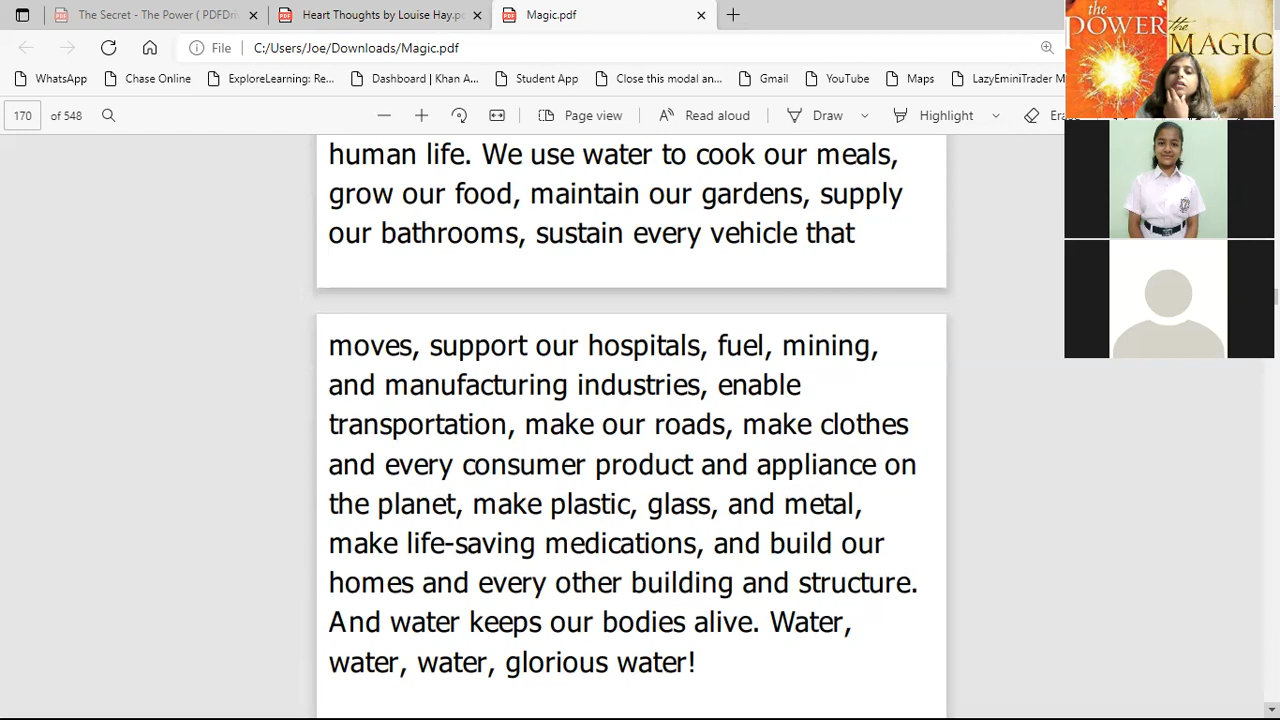 The Secret - The Power ( PDFDri
Heart Thoughts by Louise Hay.p
Magic.pdf
File C:/Users/Joe/Downloads/Magic.pdf
WhatsApp Chase Online ExploreLearning: Re... Dashboard | Khan A... Student App Close this modal an... Gmail YouTube Maps LazyEminiTrader M
170 of 548 Page view Read aloud Draw Highlight Era
human life. We use water to cook our meals,
grow our food, maintain our gardens, supply
our bathrooms, sustain every vehicle that
moves, support our hospitals, fuel, mining,
and manufacturing industries, enable
transportation, make our roads, make clothes
and every consumer product and appliance on
the planet, make plastic, glass, and metal,
make life-saving medications, and build our
homes and every other building and structure.
And water keeps our bodies alive. Water,
water, water, glorious water!
the
POWER
the
MAGIC